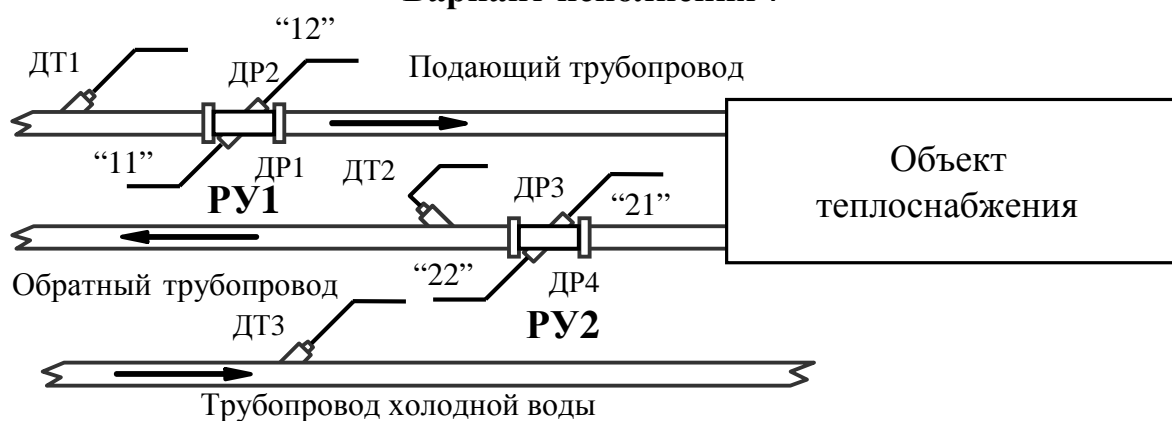 “12”
ДТ1
ДР2
Подающий трубопровод
“11”
ДР1
РУ1
ДТ2
ДР3
“21”
Объект
теплоснабжения
“22”
ДР4
Обратный трубопровод
РУ2
ДТ3
Трубопровод холодной воды